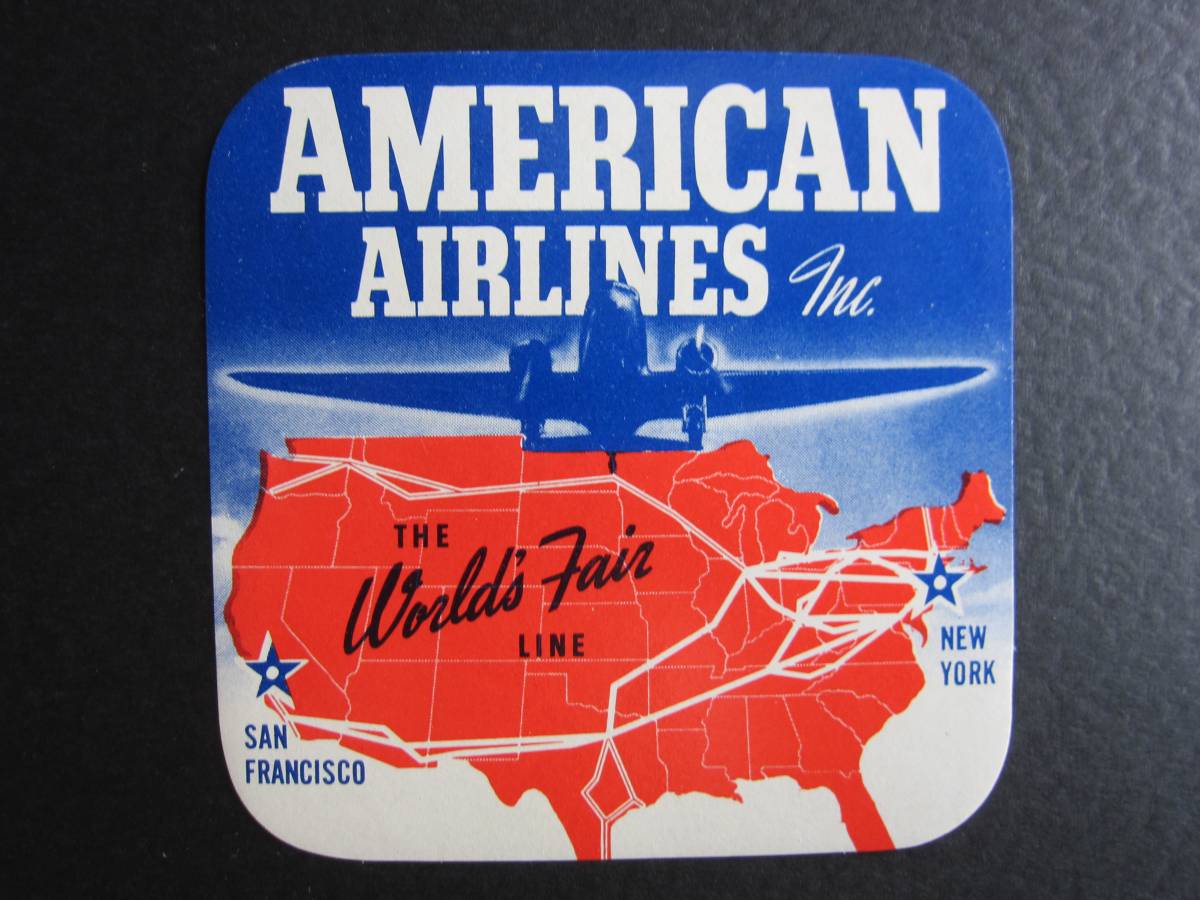 AMERICAN
AIRLINES Inc.
THE
World's Fair
LINE
NEW
YORK
SAN
FRANCISCO